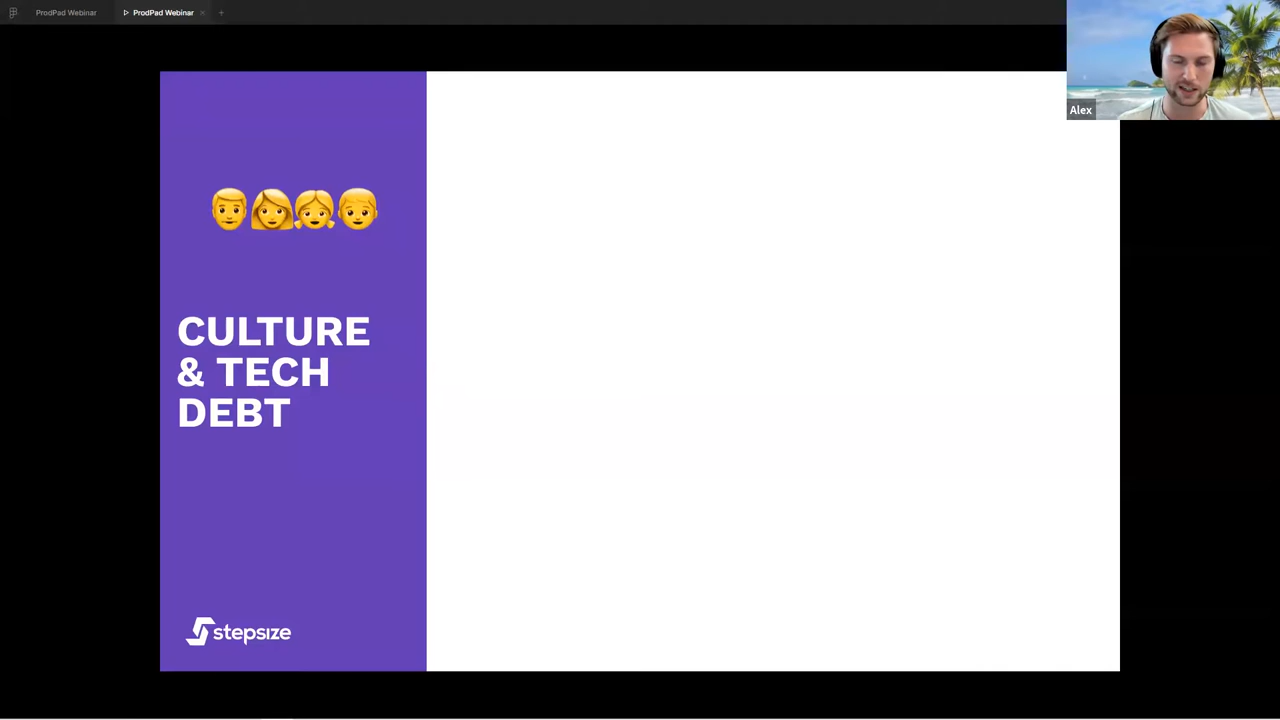 ProdPad Webinar
ProdPad Webinar
Alex
CULTURE
& TECH
DEBT
stepsize